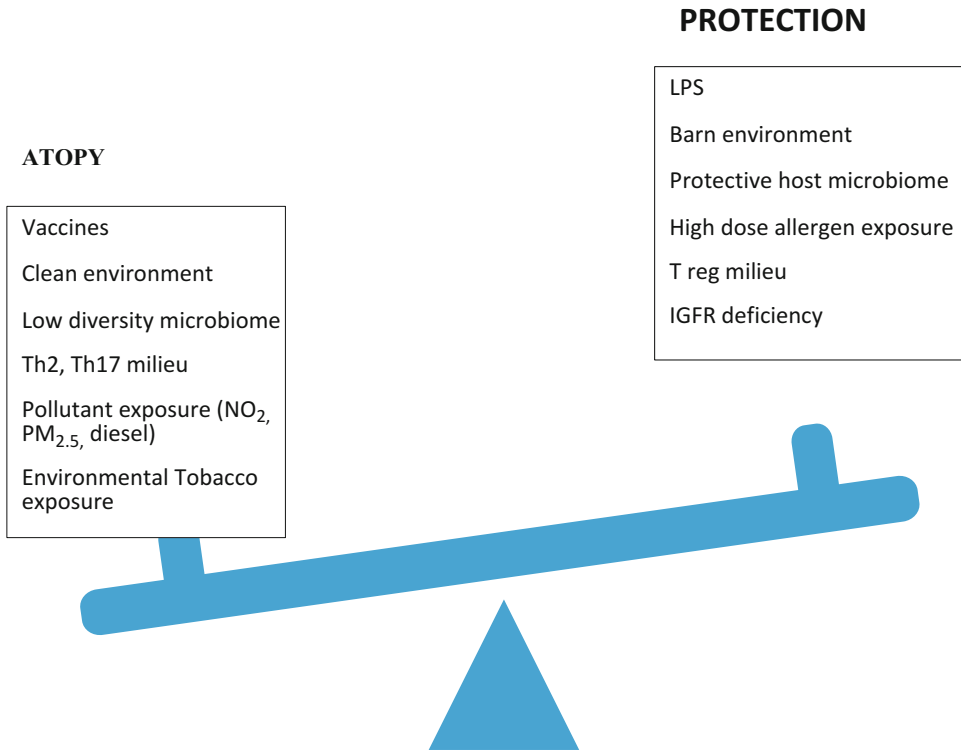 PROTECTION
LPS
Barn environment
Protective host microbiome
High dose allergen exposure
T reg milieu
IGFR deficiency
ATOPY
Vaccines
Clean environment
Low diversity microbiome
Th2, Th17 milieu
Pollutant exposure (NO₂,
PM₂.₅, diesel)
Environmental Tobacco
exposure